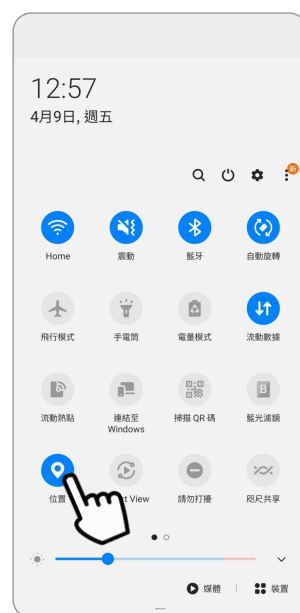 12:57
4月9日, 週五
新
Home
震動
藍牙
自動旋轉
飛行模式
手電筒
電量模式
流動數據
流動熱點
連結至
Windows
掃描 QR 碼
藍光濾鏡
位置
View
請勿打擾
咫尺共享
媒體
裝置